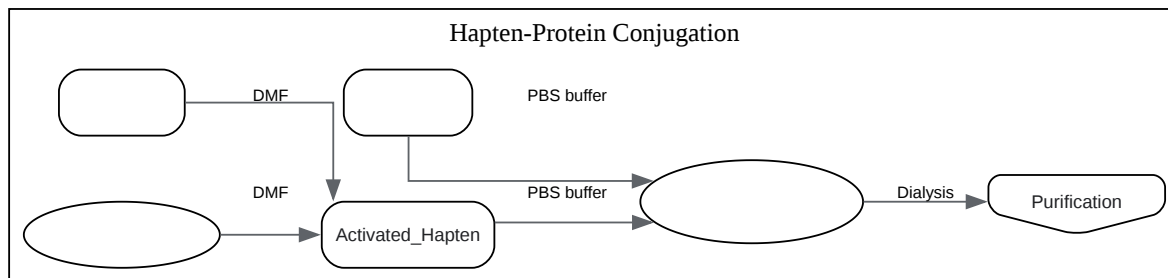 Hapten-Protein Conjugation
DMF
PBS buffer
DMF
PBS buffer
Dialysis
Purification
Activated_Hapten